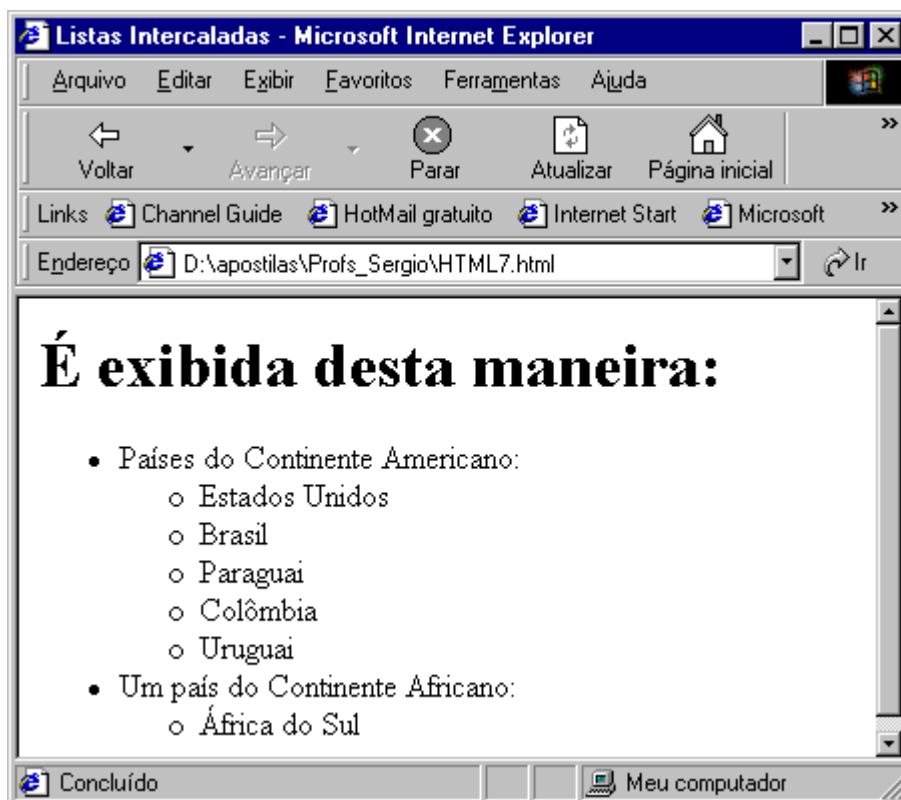 Listas Intercaladas - Microsoft Internet Explorer
Arquivo Editar Exibir Favoritos Ferramentas Ajuda
»
Voltar Avançar Parar Atualizar Página inicial
Links Channel Guide HotMail gratuito Internet Start Microsoft »
Endereço D:\apostilas\Profs_Sergio\HTML7.html Ir
É exibida desta maneira:
• Países do Continente Americano:
o Estados Unidos
o Brasil
o Paraguai
o Colômbia
o Uruguai
• Um país do Continente Africano:
o África do Sul
Concluído Meu computador